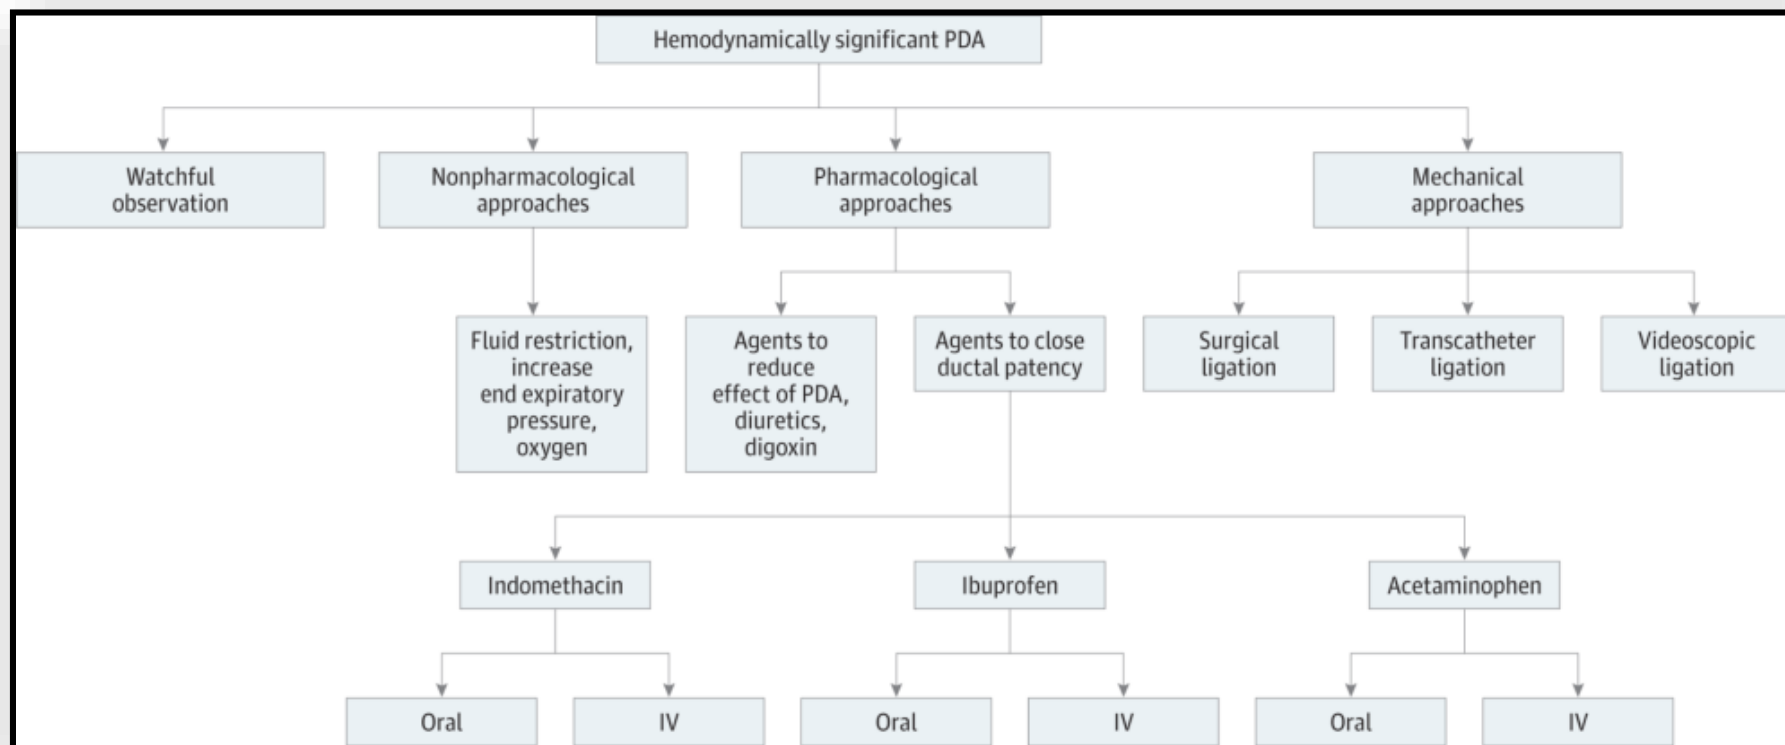 Hemodynamically significant PDA
Watchful
observation
Nonpharmacological
approaches
Pharmacological
approaches
Mechanical
approaches
Fluid restriction,
increase
end expiratory
pressure,
oxygen
Agents to
reduce
effect of PDA,
diuretics,
digoxin
Agents to close
ductal patency
Surgical
ligation
Transcatheter
ligation
Videoscopic
ligation
Indomethacin
Ibuprofen
Acetaminophen
Oral
IV
Oral
IV
Oral
IV